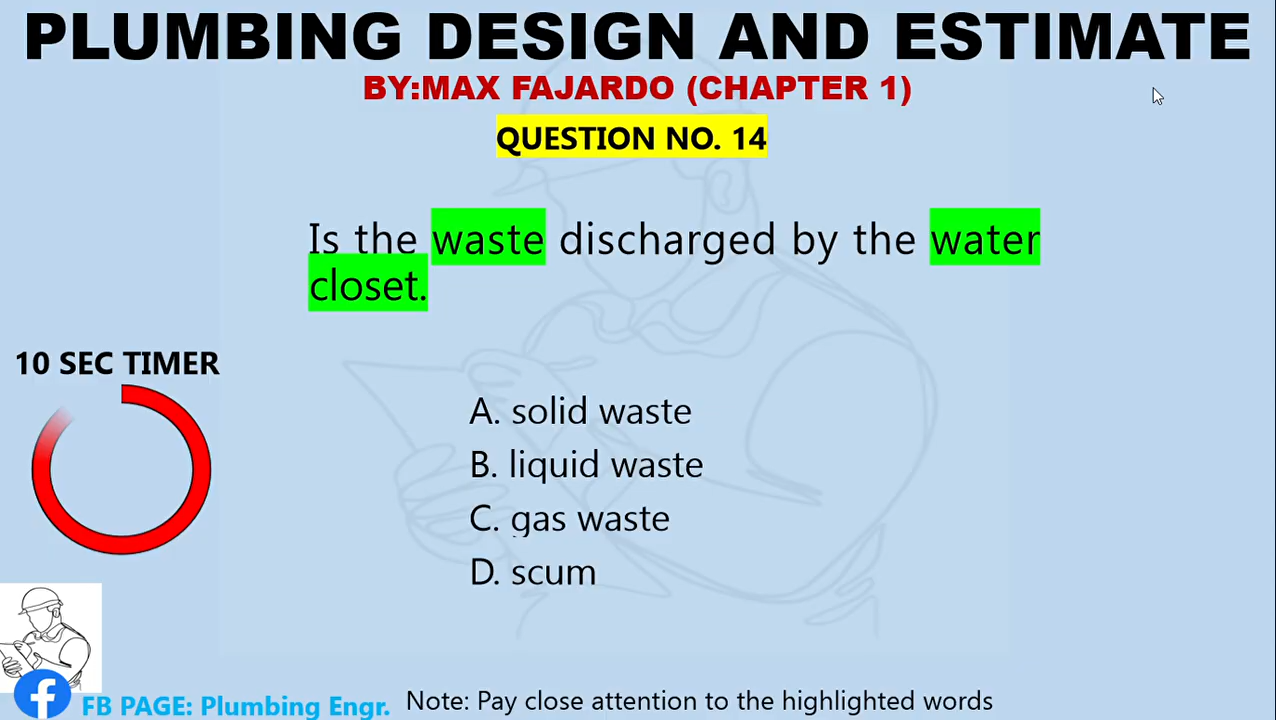 PLUMBING DESIGN AND ESTIMATE
BY:MAX FAJARDO (CHAPTER 1)
QUESTION NO. 14
Is the waste discharged by the water
closet.
10 SEC TIMER
A. solid waste
B. liquid waste
C. gas waste
D. scum
FB PAGE: Plumbing Engr.
Note: Pay close attention to the highlighted words